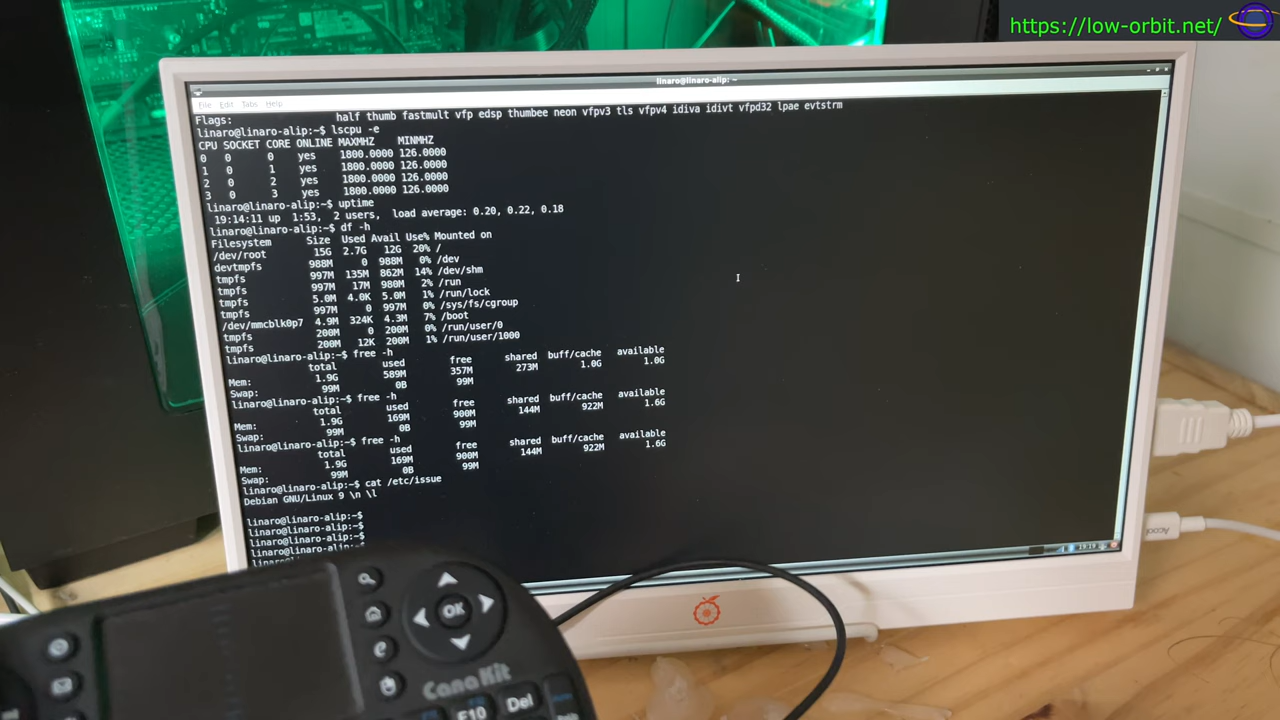 https://low-orbit.net/
linaro@linaro-alip: ~
File Edit Tabs Help
Flags: half thumb fastmult vfp edsp thumbee neon vfpv3 tls vfpv4 idiva idivt vfpd32 lpae evtstrm
linaro@linaro-alip:~$ lscpu -e
CPU SOCKET CORE ONLINE MAXMHZ MINMHZ
0 0 0 yes 1800.0000 126.0000
1 0 1 yes 1800.0000 126.0000
2 0 2 yes 1800.0000 126.0000
3 0 3 yes 1800.0000 126.0000
linaro@linaro-alip:~$ uptime
19:14:11 up 1:53, 2 users, load average: 0.20, 0.22, 0.18
linaro@linaro-alip:~$ df -h
Filesystem Size Used Avail Use% Mounted on
/dev/root 15G 2.7G 12G 20% /
devtmpfs 988M 0 988M 0% /dev
tmpfs 997M 135M 862M 14% /dev/shm
tmpfs 997M 17M 980M 2% /run
tmpfs 5.0M 4.0K 5.0M 1% /run/lock
tmpfs 997M 0 997M 0% /sys/fs/cgroup
/dev/mmcblk0p7 4.9M 324K 4.3M 7% /boot
tmpfs 200M 0 200M 0% /run/user/0
tmpfs 200M 12K 200M 1% /run/user/1000
linaro@linaro-alip:~$ free -h
total used free shared buff/cache available
Mem: 1.9G 589M 357M 273M 1.0G 1.0G
Swap: 99M 0B 99M
linaro@linaro-alip:~$ free -h
total used free shared buff/cache available
Mem: 1.9G 169M 900M 144M 922M 1.6G
Swap: 99M 0B 99M
linaro@linaro-alip:~$ free -h
total used free shared buff/cache available
Mem: 1.9G 169M 900M 144M 922M 1.6G
Swap: 99M 0B 99M
linaro@linaro-alip:~$ cat /etc/issue
Debian GNU/Linux 9 \n \l
linaro@linaro-alip:~$
linaro@linaro-alip:~$
linaro@linaro-alip:~$
linaro@linaro-alip:~$
19:19
Acool
OK
CanaKit
F10 Del